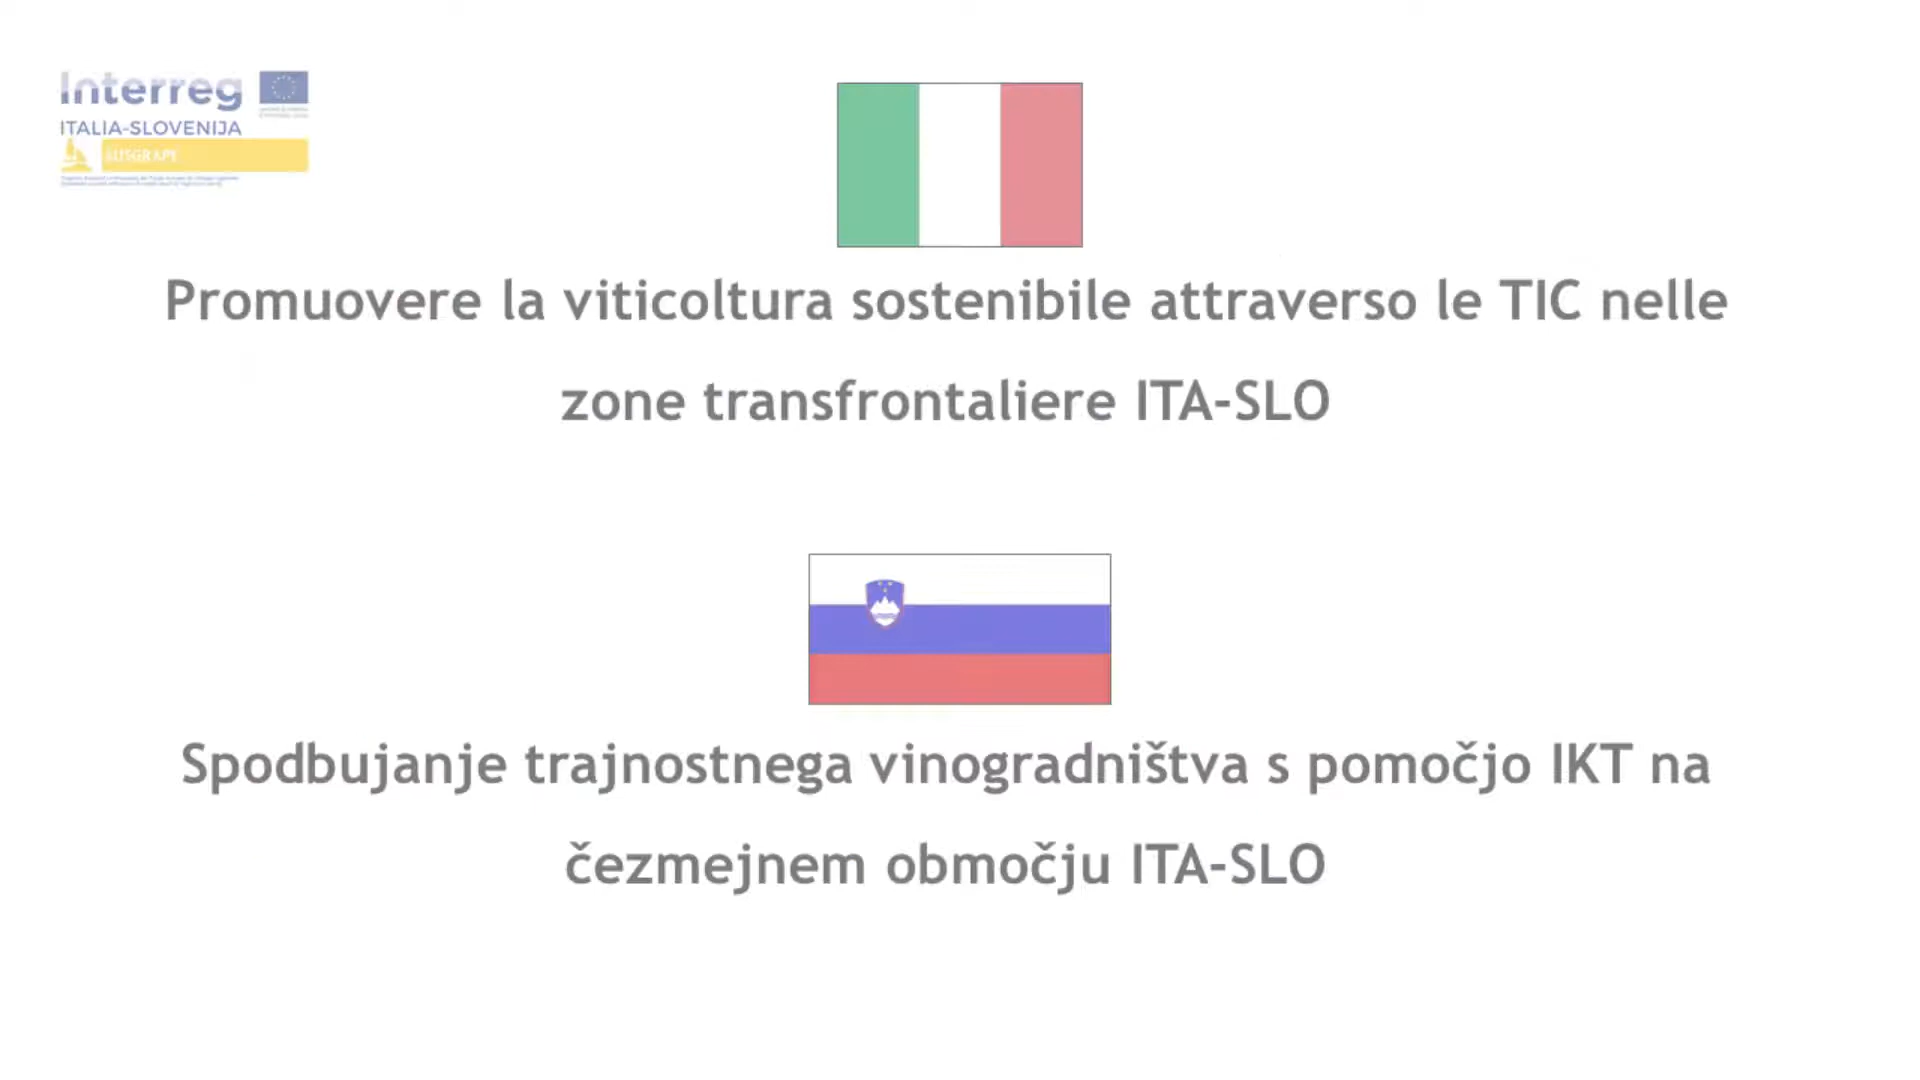 Interreg
ITALIA-SLOVENIJA
SUSGRAPE
Promuovere la viticoltura sostenibile attraverso le TIC nelle
zone transfrontaliere ITA-SLO
Spodbujanje trajnostnega vinogradništva s pomočjo IKT na
čezmejnem območju ITA-SLO